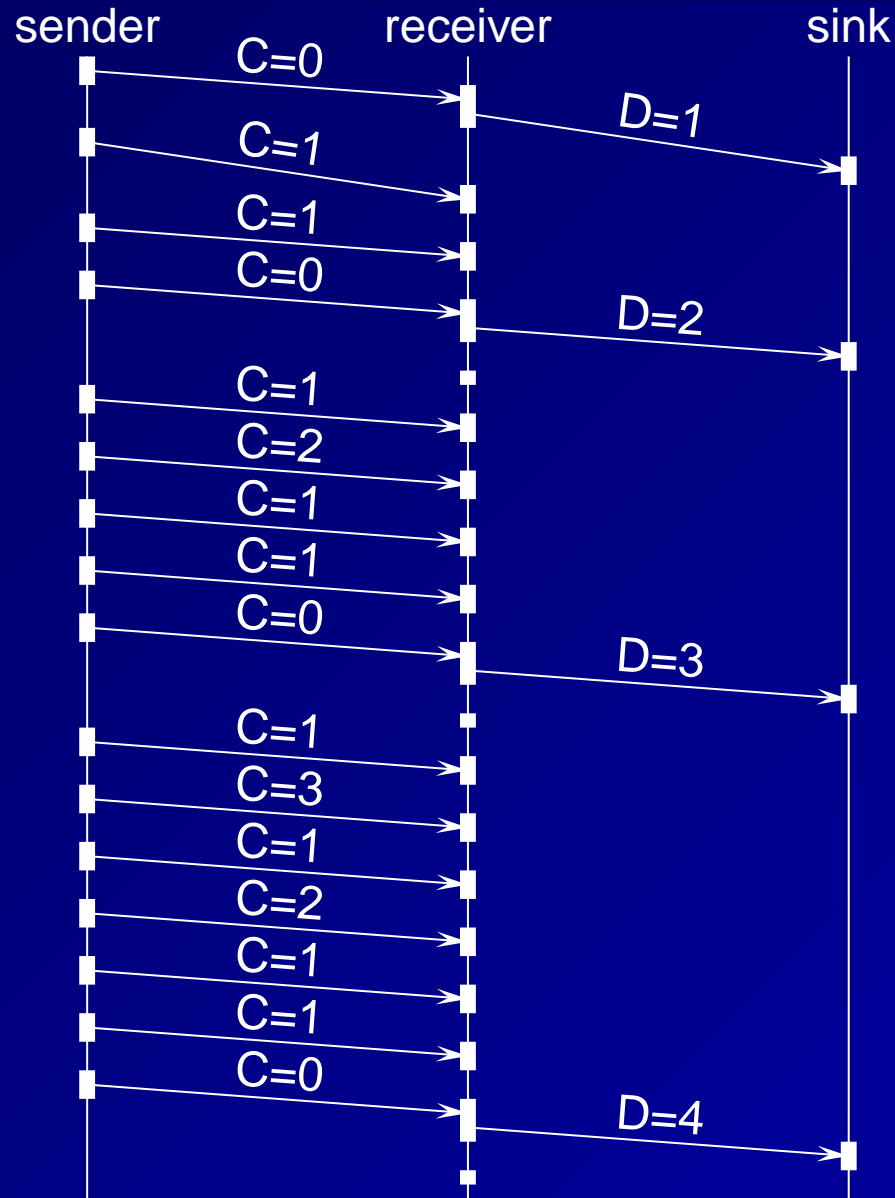 sender receiver sink
C=0
D=1
C=1
C=1
C=0
D=2
C=1
C=2
C=1
C=1
C=0
D=3
C=1
C=3
C=1
C=2
C=1
C=1
C=0
D=4